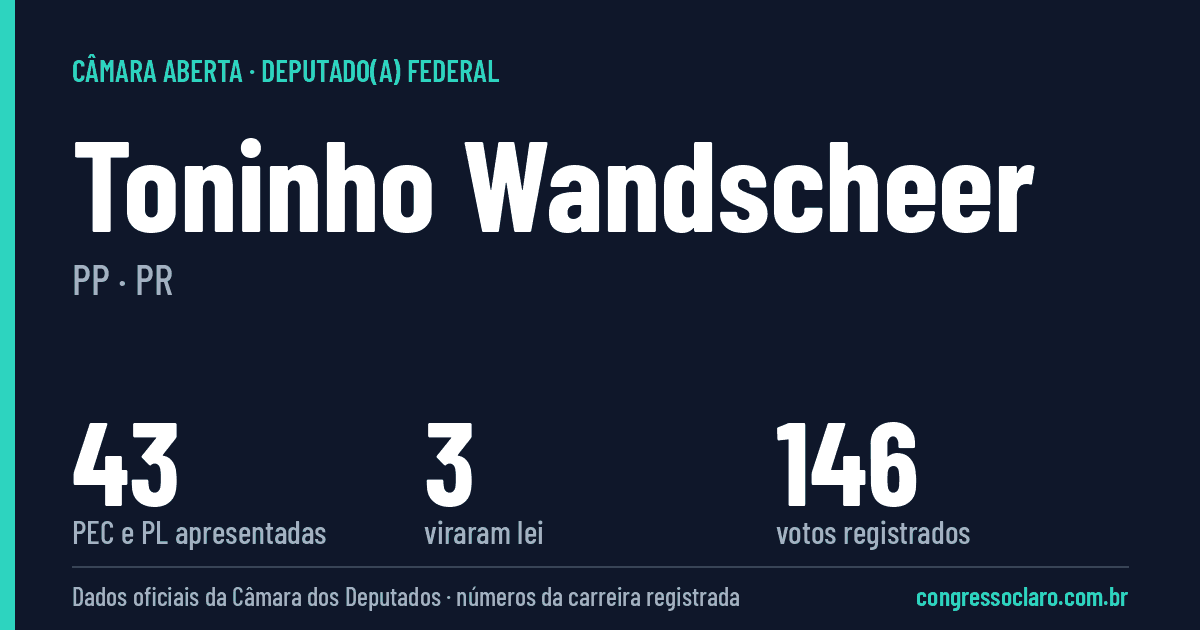 CÂMARA ABERTA · DEPUTADO(A) FEDERAL
Toninho Wandscheer
PP · PR
43 3 146
PEC e PL apresentadas viraram lei votos registrados
Dados oficiais da Câmara dos Deputados · números da carreira registrada congressoclaro.com.br